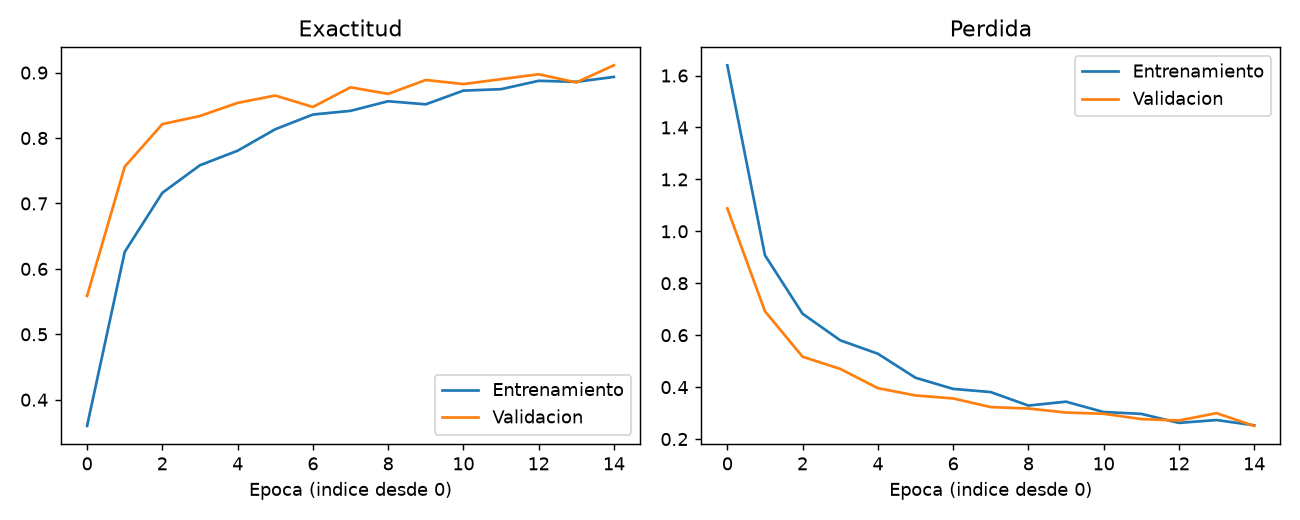 Exactitud
0.9
0.8
0.7
0.6
0.5
0.4
Entrenamiento
Validacion
0 2 4 6 8 10 12 14
Epoca (indice desde 0)
Perdida
1.6
1.4
1.2
1.0
0.8
0.6
0.4
0.2
Entrenamiento
Validacion
0 2 4 6 8 10 12 14
Epoca (indice desde 0)